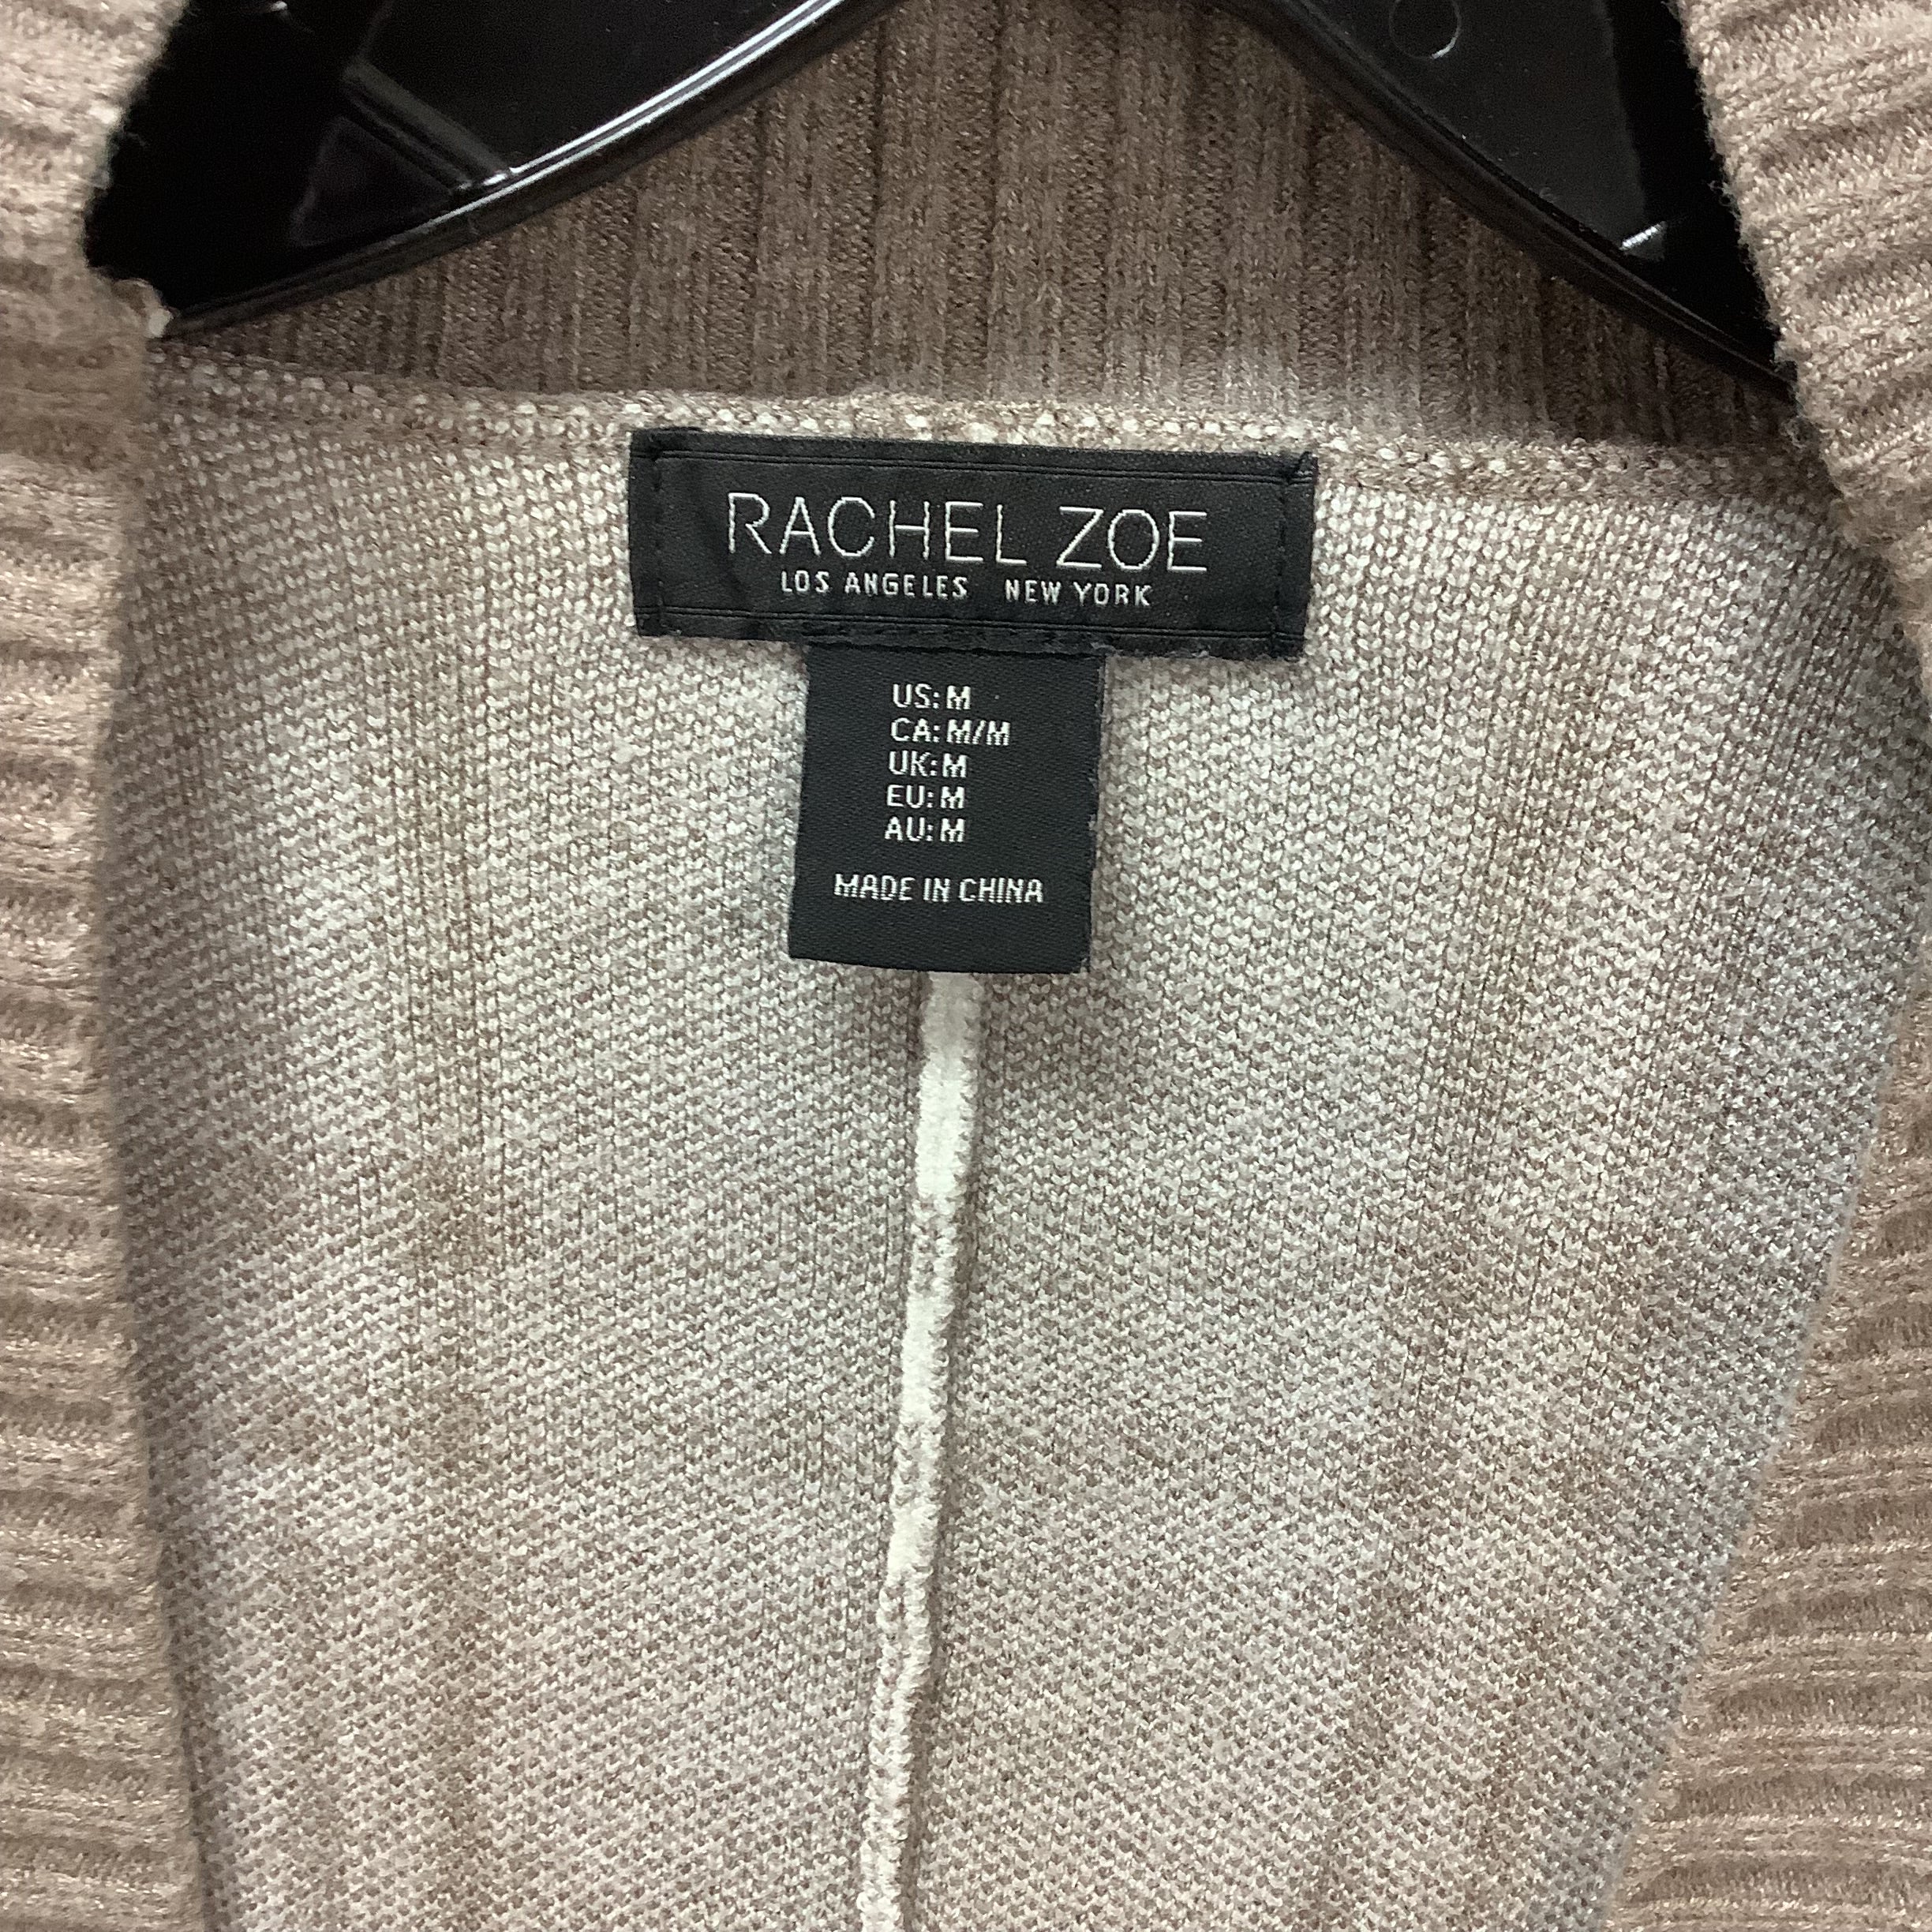 RACHEL ZOE
LOS ANGELES NEW YORK
US: M
CA: M/M
UK: M
EU: M
AU: M
MADE IN CHINA